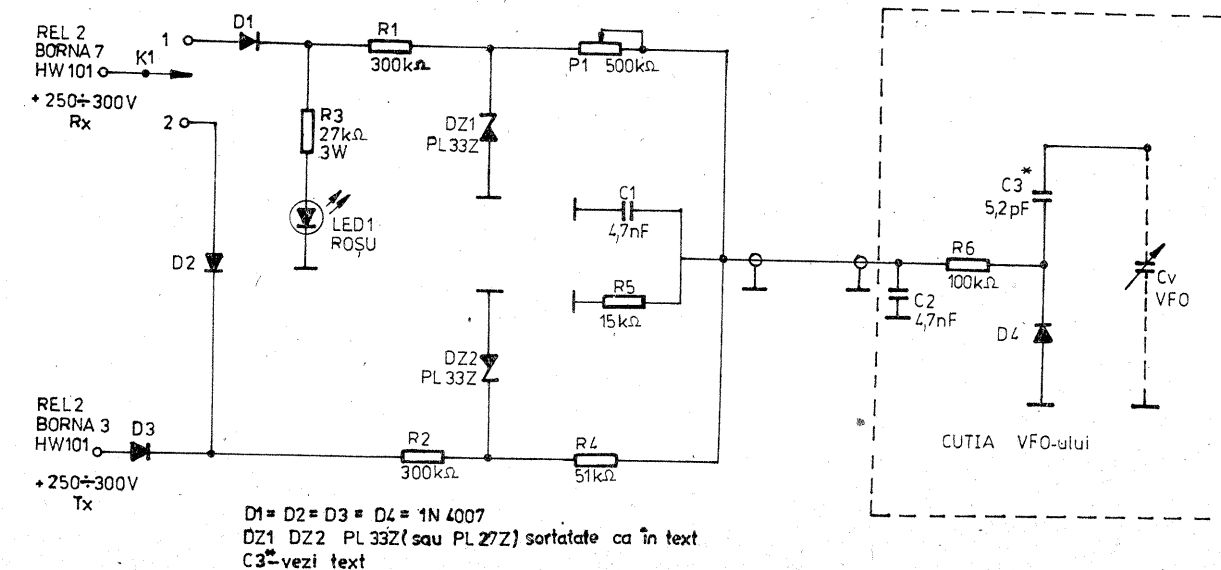 REL 2
BORNA 7
HW 101
K1
+ 250÷300V
Rx
1
2
D1
R1
300kΩ
P1 500kΩ
R3
27kΩ
3W
LED1
ROȘU
DZ1
PL 33Z
C1
4,7nF
R5
15kΩ
D2
DZ2
PL 33Z
REL 2
BORNA 3
HW101
D3
+ 250÷300V
Tx
R2
300kΩ
R4
51kΩ
C2
4,7nF
R6
100kΩ
C3*
5,2pF
D4
Cv
VFO
CUTIA VFO-ului
D1= D2= D3= D4= 1N 4007
DZ1 DZ2 PL 33Z( sau PL 27Z) sortatate ca în text
C3*-vezi text